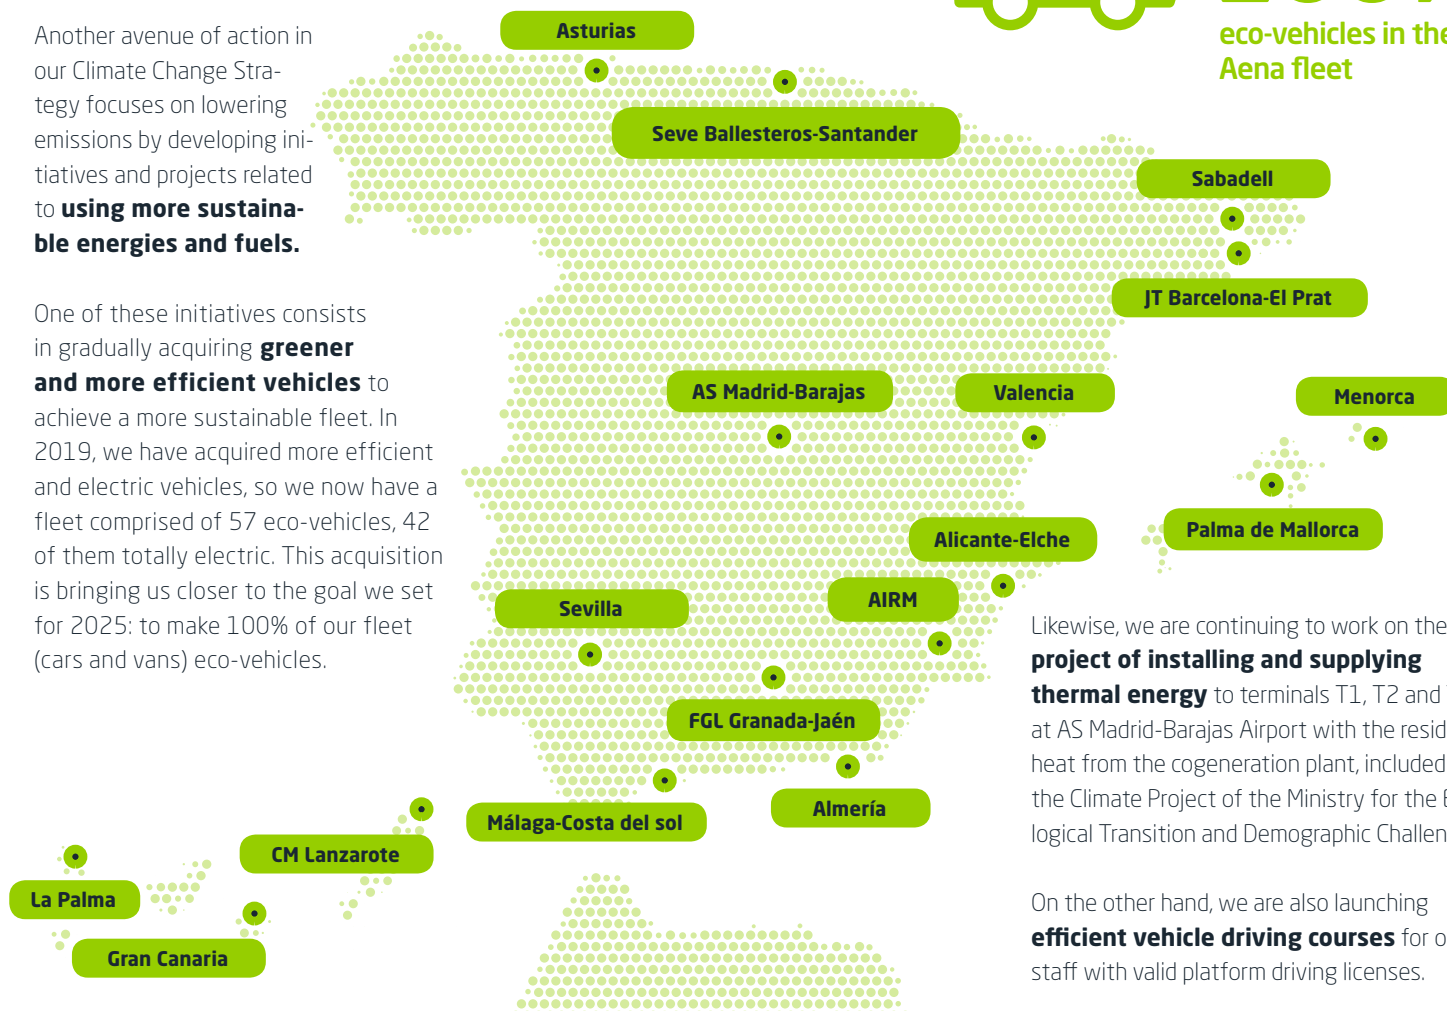 Another avenue of action in
our Climate Change Stra-
tegy focuses on lowering
emissions by developing ini-
tiatives and projects related
to using more sustaina-
ble energies and fuels.
One of these initiatives consists
in gradually acquiring greener
and more efficient vehicles to
achieve a more sustainable fleet. In
2019, we have acquired more efficient
and electric vehicles, so we now have a
fleet comprised of 57 eco-vehicles, 42
of them totally electric. This acquisition
is bringing us closer to the goal we set
for 2025: to make 100% of our fleet
(cars and vans) eco-vehicles.
eco-vehicles in the
Aena fleet
Asturias
Seve Ballesteros-Santander
Sabadell
JT Barcelona-El Prat
AS Madrid-Barajas
Valencia
Menorca
Palma de Mallorca
Alicante-Elche
AIRM
Sevilla
FGL Granada-Jaén
Almería
Málaga-Costa del sol
CM Lanzarote
La Palma
Gran Canaria
Likewise, we are continuing to work on the
project of installing and supplying
thermal energy to terminals T1, T2 and
at AS Madrid-Barajas Airport with the resid
heat from the cogeneration plant, included
the Climate Project of the Ministry for the E
logical Transition and Demographic Challen
On the other hand, we are also launching
efficient vehicle driving courses for o
staff with valid platform driving licenses.